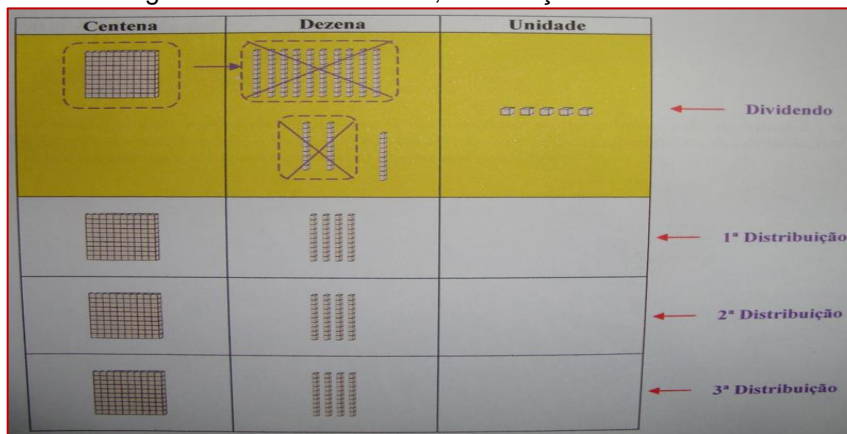 Centena Dezena Unidade
Dividendo
1ª Distribuição
2ª Distribuição
3ª Distribuição